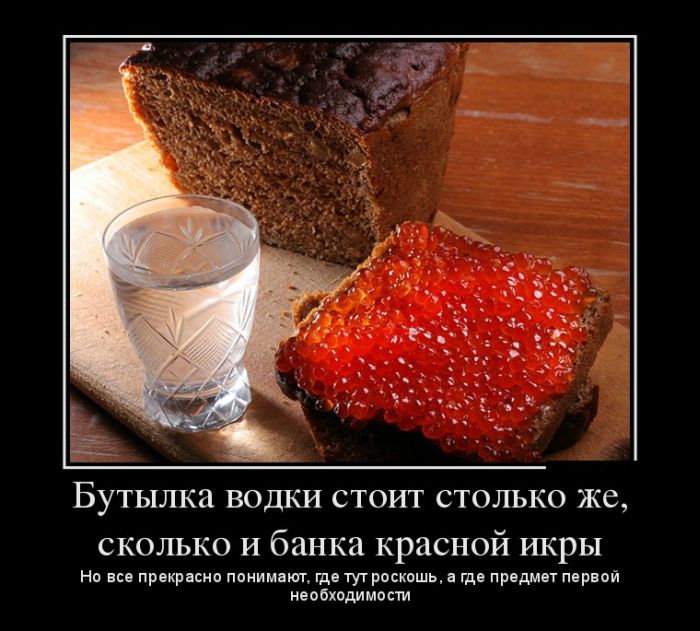 Бутылка водки стоит столько же,
сколько и банка красной икры
Но все прекрасно понимают, где тут роскошь, а где предмет первой
необходимости